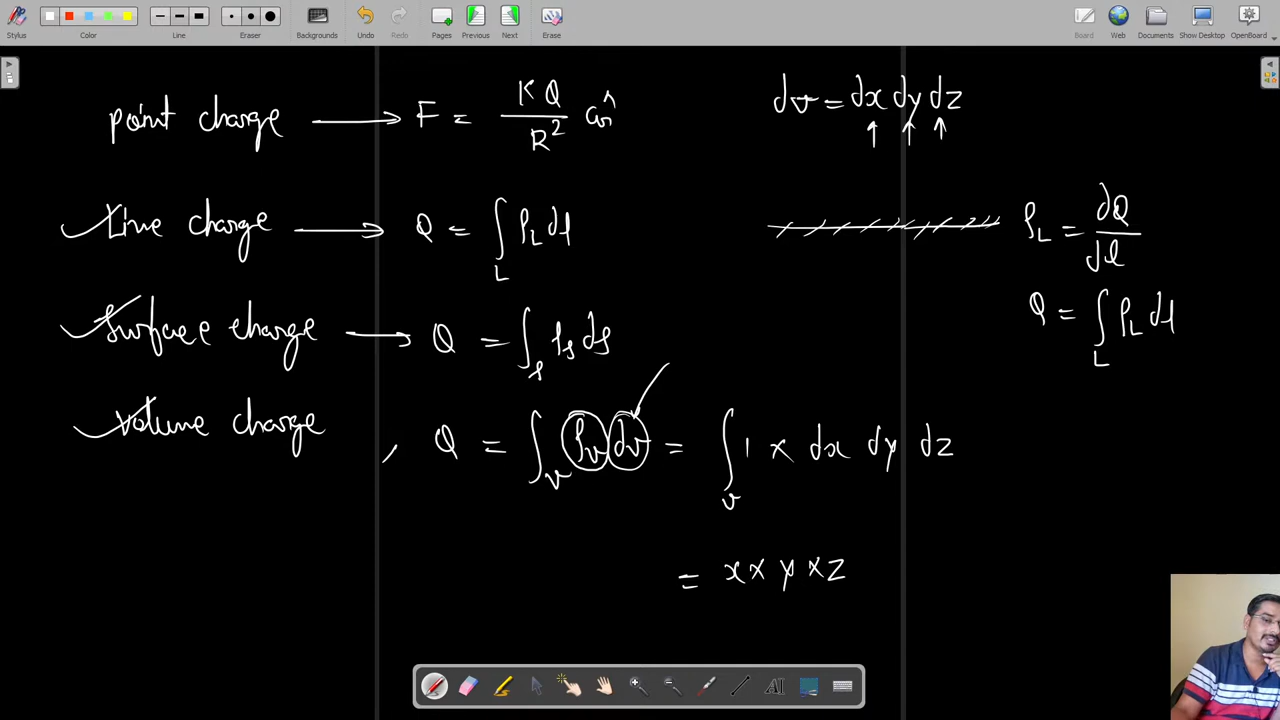 Stylus Color Line Eraser Backgrounds Undo Redo Pages Previous Next Erase Board Web Documents Show Desktop OpenBoard
point charge → F = KQ / R² ar^
dv = dx dy dz
Line charge → Q = ∫L ρL dl
ρL = dQ / dl
Q = ∫L ρL dl
Surface charge → Q = ∫s ρs ds
Volume charge , Q = ∫v ρv dv = ∫v 1 x dx dy dz
= x × y × z
AI